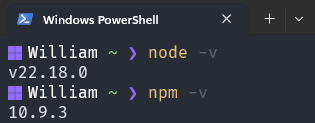 Windows PowerShell
William ~ ❯ node -v
v22.18.0
William ~ ❯ npm -v
10.9.3